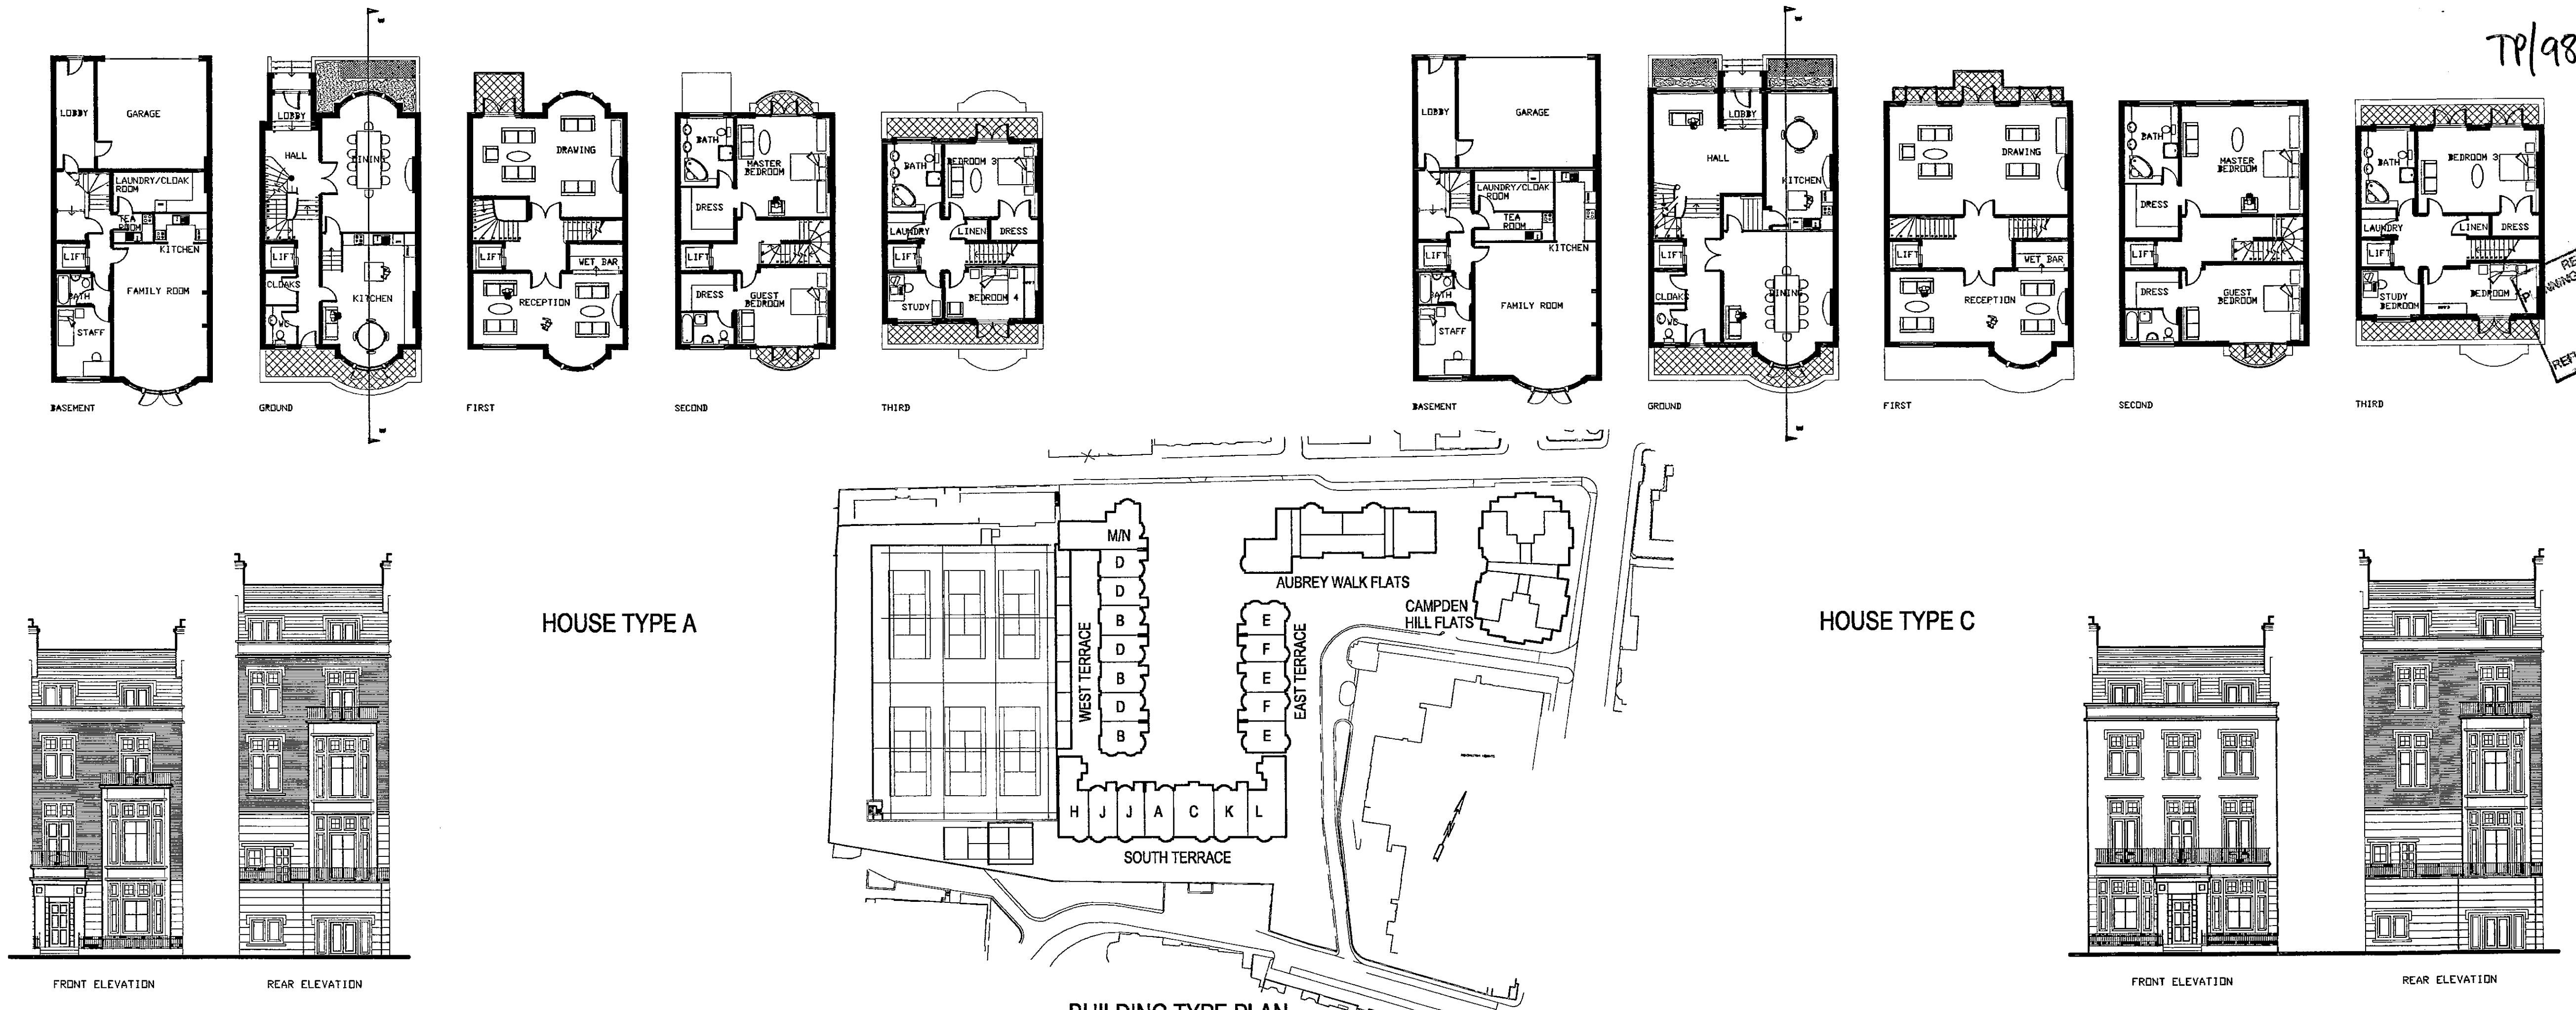 TP/98
LOBBY
GARAGE
LAUNDRY/CLOAK
ROOM
TEA
ROOM
KITCHEN
LIFT
BATH
FAMILY ROOM
STAFF
BASEMENT
LOBBY
HALL
DINING
LIFT
CLOAKS
KITCHEN
WC
GROUND
DRAWING
LIFT
WET BAR
RECEPTION
FIRST
BATH
MASTER
BEDROOM
DRESS
LIFT
DRESS
GUEST
BEDROOM
SECOND
BATH
BEDROOM 3
LAUNDRY
LINEN
DRESS
LIFT
STUDY
BEDROOM 4
THIRD
LOBBY
GARAGE
LAUNDRY/CLOAK
ROOM
TEA
ROOM
KITCHEN
LIFT
BATH
FAMILY ROOM
STAFF
BASEMENT
LOBBY
HALL
KITCHEN
LIFT
CLOAKS
DINING
WC
GROUND
DRAWING
LIFT
WET BAR
RECEPTION
FIRST
BATH
MASTER
BEDROOM
DRESS
LIFT
DRESS
GUEST
BEDROOM
SECOND
BATH
BEDROOM 3
LAUNDRY
LINEN
DRESS
LIFT
STUDY
BEDROOM
BEDROOM
THIRD
HOUSE TYPE A
FRONT ELEVATION
REAR ELEVATION
M/N
D
D
B
D
B
D
B
WEST TERRACE
AUBREY WALK FLATS
CAMPDEN
HILL FLATS
E
F
E
F
E
EAST TERRACE
H J J A C K L
SOUTH TERRACE
BUILDING TYPE PLAN
HOUSE TYPE C
FRONT ELEVATION
REAR ELEVATION